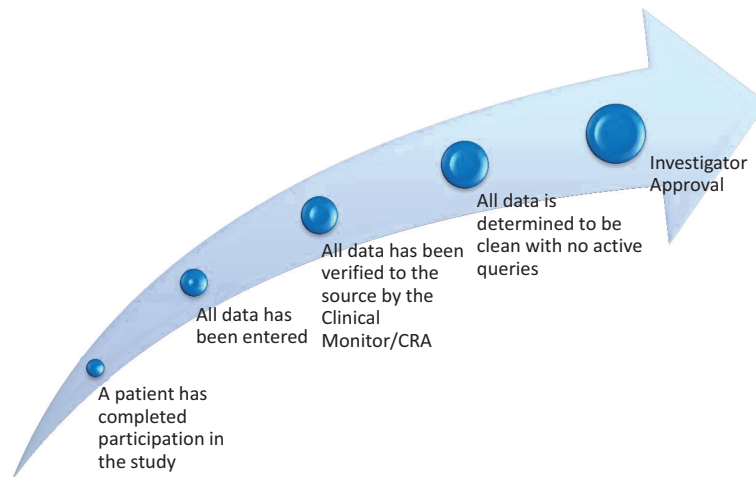 A patient has
completed
participation in
the study
All data has
been entered
All data has been
verified to the
source by the
Clinical
Monitor/CRA
All data is
determined to be
clean with no active
queries
Investigator
Approval